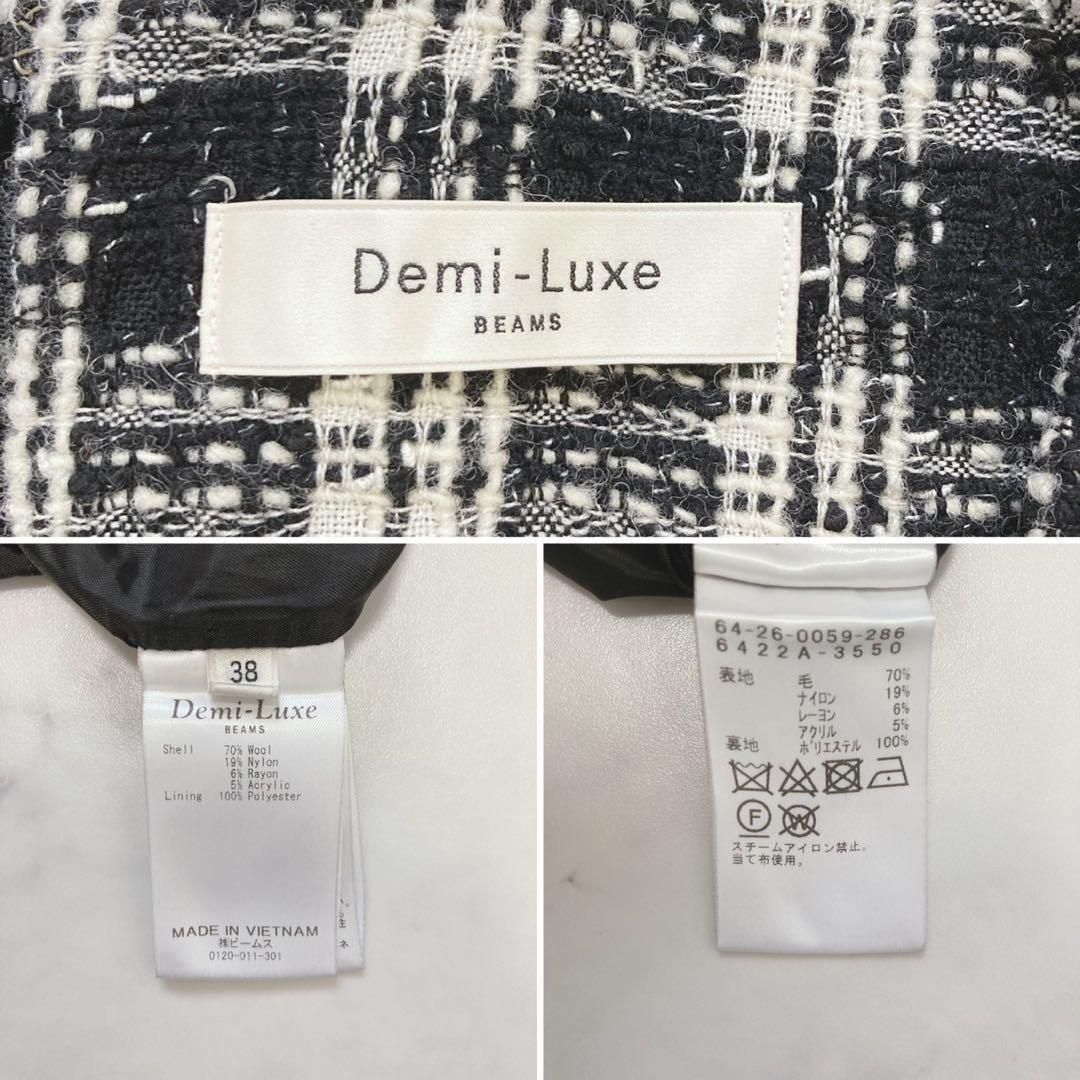 Demi-Luxe
BEAMS
38
Demi-Luxe
BEAMS
Shell 70% Wool
19% Nylon
6% Rayon
5% Acrylic
Lining 100% Polyester
MADE IN VIETNAM
㈱ビームス
0120-011-301
64-26-0059-286
6422A-3550
表地 毛 70%
ナイロン 19%
レーヨン 6%
アクリル 5%
裏地 ポリエステル 100%
F
W
スチームアイロン禁止。
当て布使用。